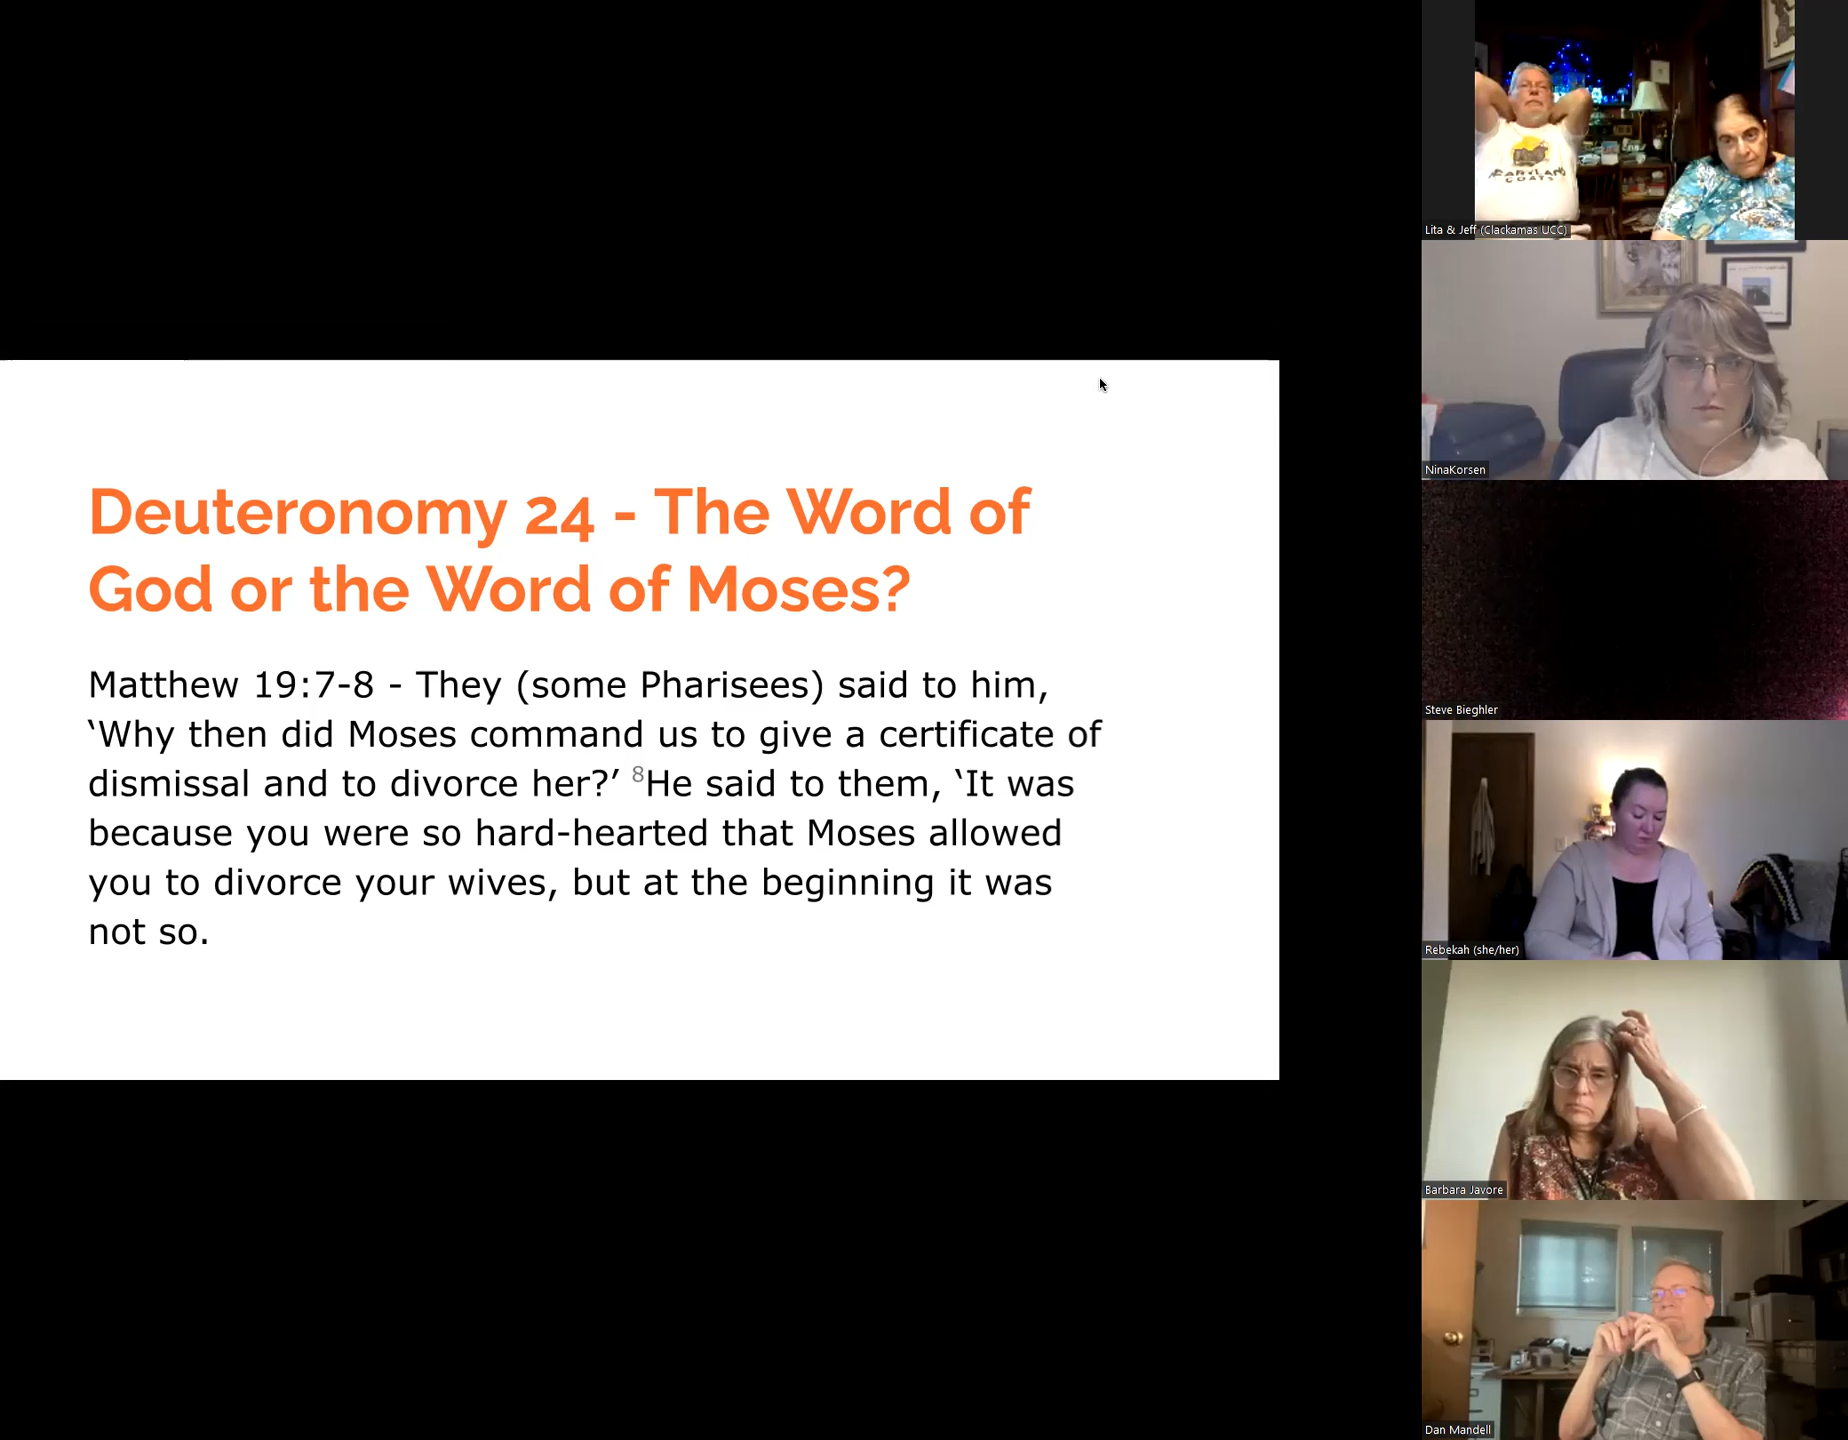 Deuteronomy 24 - The Word of
God or the Word of Moses?
Matthew 19:7-8 - They (some Pharisees) said to him,
‘Why then did Moses command us to give a certificate of
dismissal and to divorce her?’ 8He said to them, ‘It was
because you were so hard-hearted that Moses allowed
you to divorce your wives, but at the beginning it was
not so.
MARYLAND
GOATS
Lita & Jeff (Clackamas UCC)
NinaKorsen
Steve Bieghler
Rebekah (she/her)
Barbara Javore
Dan Mandell